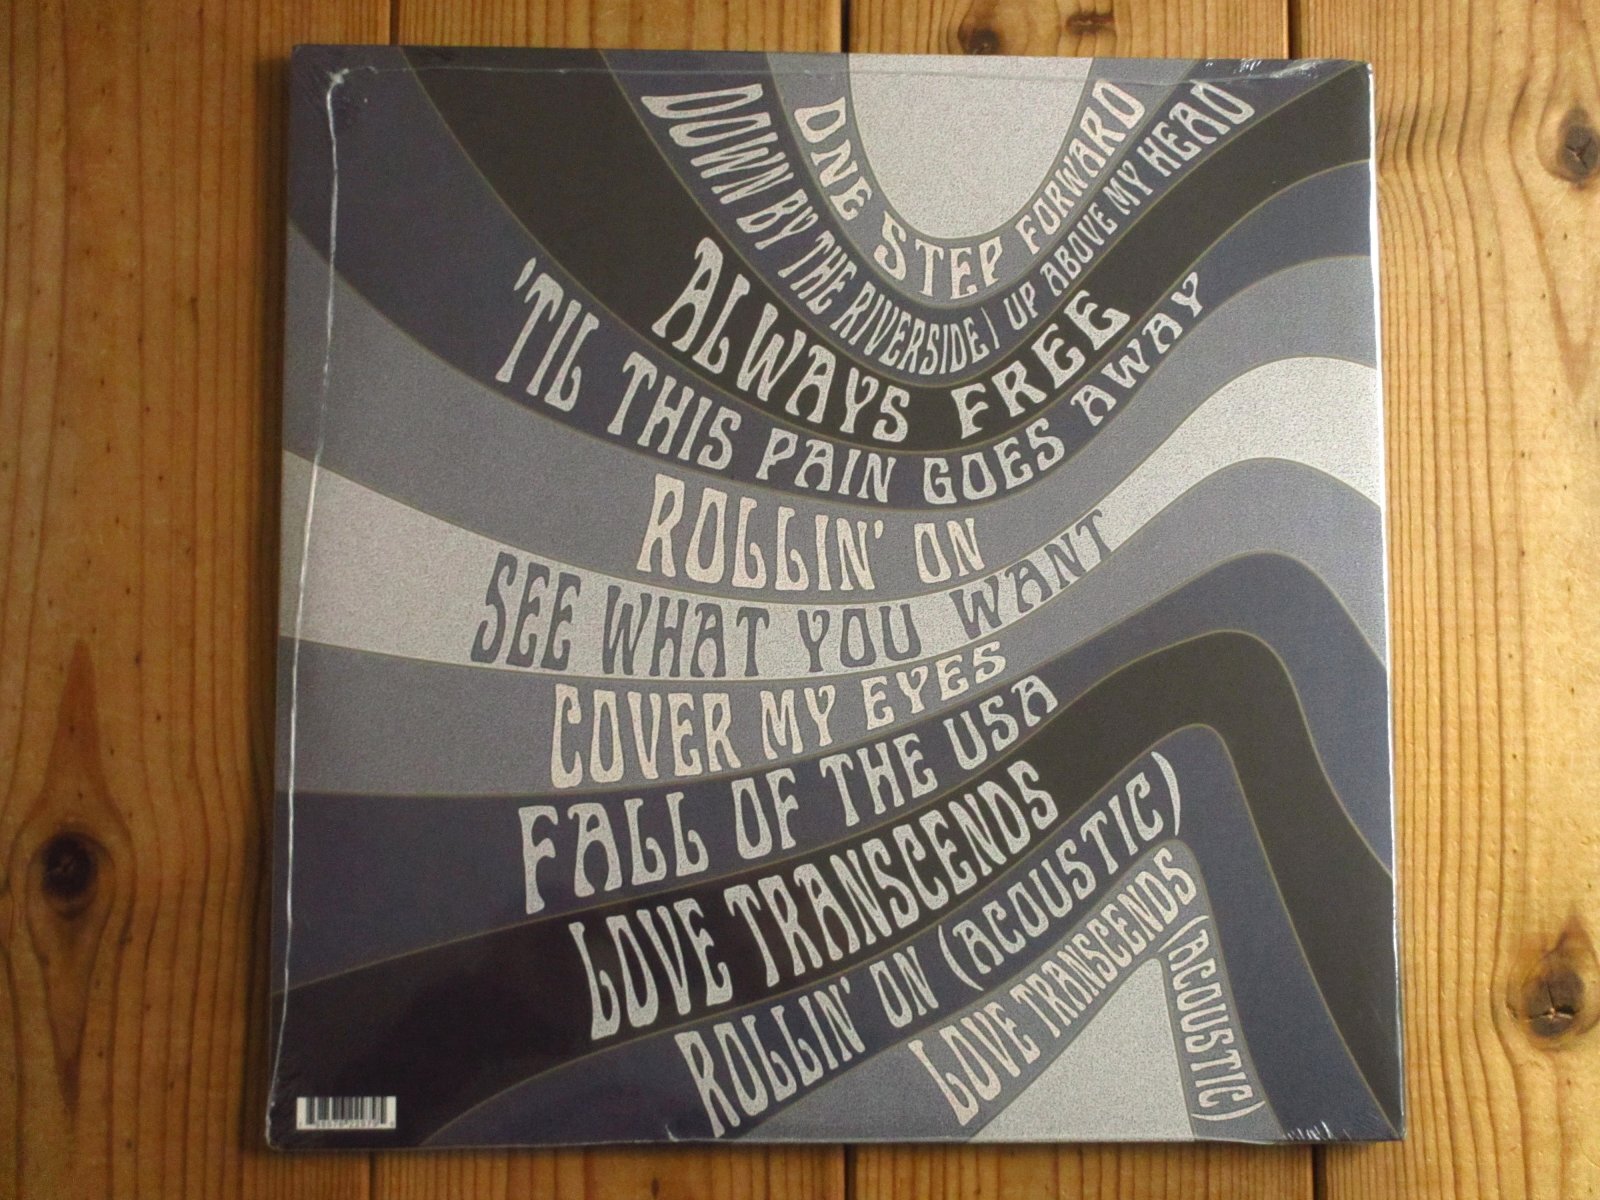 ONE STEP FORWARD
DOWN BY THE RIVERSIDE / UP ABOVE MY HEAD
ALWAYS FREE
'TIL THIS PAIN GOES AWAY
ROLLIN' ON
SEE WHAT YOU WANT
COVER MY EYES
FALL OF THE USA
LOVE TRANSCENDS
ROLLIN' ON (ACOUSTIC)
LOVE TRANSCENDS (ACOUSTIC)